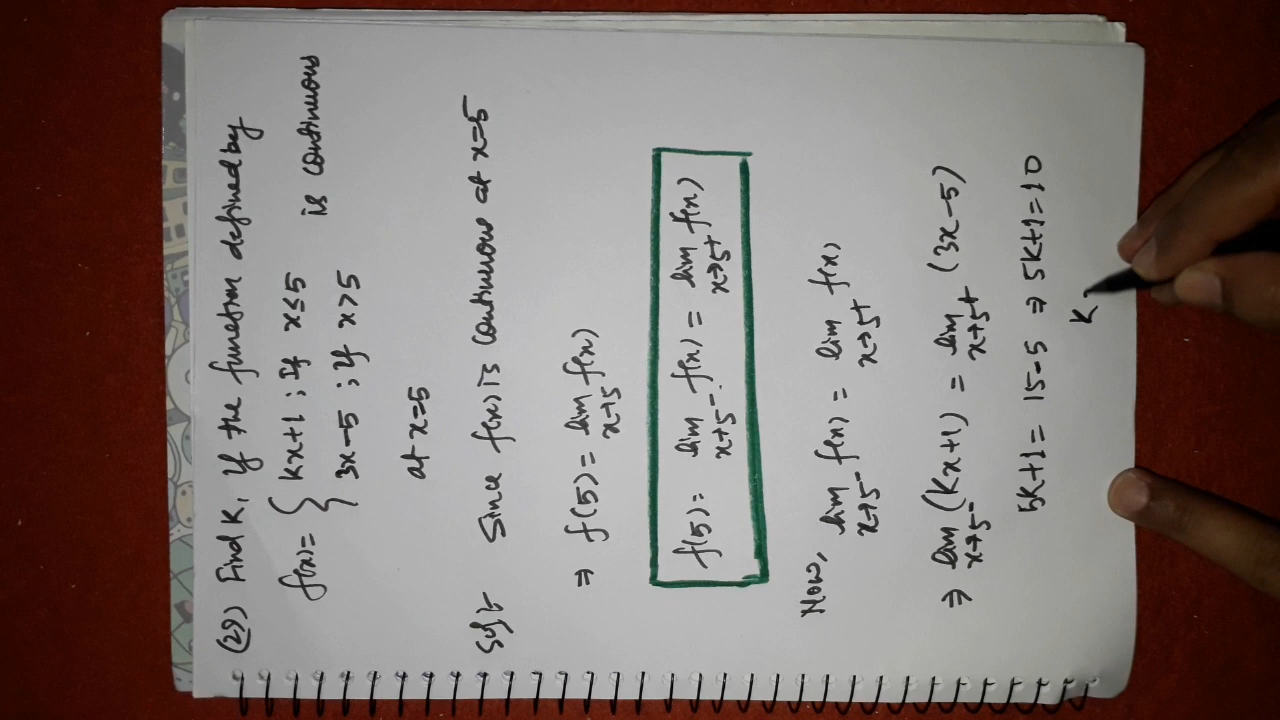 (29) Find K, if the function defined by
f(x) = { Kx+1 ; if x≤5 is continuous
3x-5 ; if x>5
at x=5
Sol:- Since f(x) is continuous at x=5
⇒ f(5) = lim x→5 f(x)
f(5) = lim x→5⁻ f(x) = lim x→5+ f(x)
Now, lim x→5⁻ f(x) = lim x→5+ f(x)
⇒ lim x→5⁻ (Kx+1) = lim x→5+ (3x-5)
5K+1 = 15-5 ⇒ 5K+1=10
K